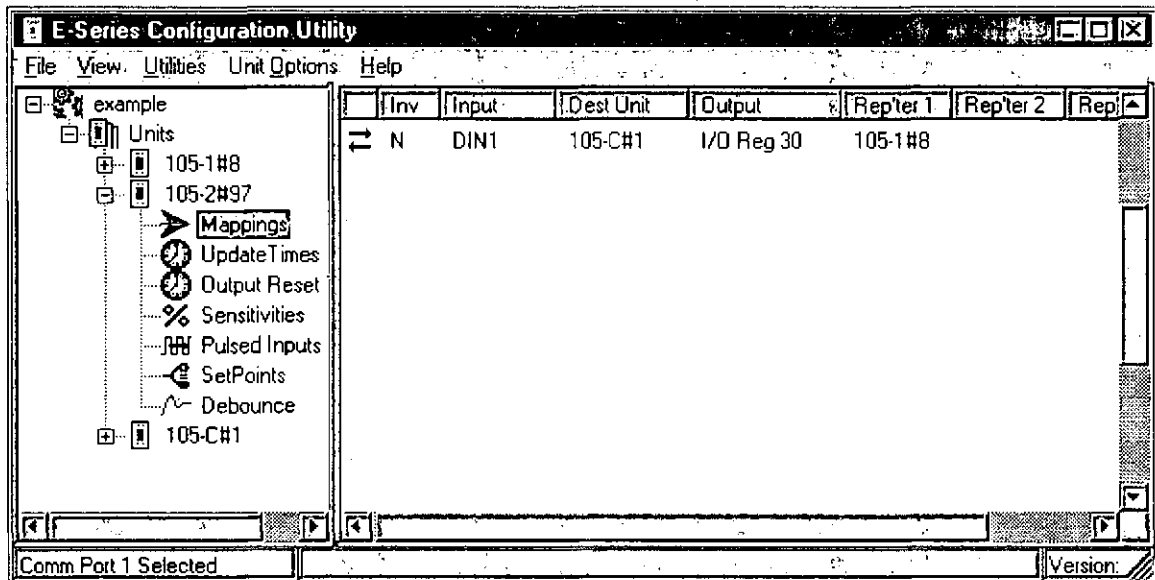 E-Series Configuration Utility
File View Utilities Unit Options Help
example
Units
105-1#8
105-2#97
Mappings
UpdateTimes
Output Reset
Sensitivities
Pulsed Inputs
SetPoints
Debounce
105-C#1
Inv Input Dest Unit Output Rep'ter 1 Rep'ter 2 Rep
N DIN1 105-C#1 I/O Reg 30 105-1#8
Comm Port 1 Selected Version: